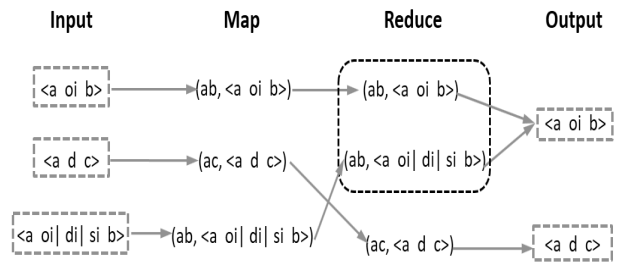 Input Map Reduce Output
<a oi b> (ab, <a oi b>) (ab, <a oi b>)
<a oi b>
<a d c> (ac, <a d c>) (ab, <a oi| di| si b>)
<a oi| di| si b> (ab, <a oi| di| si b>)
(ac, <a d c>) <a d c>